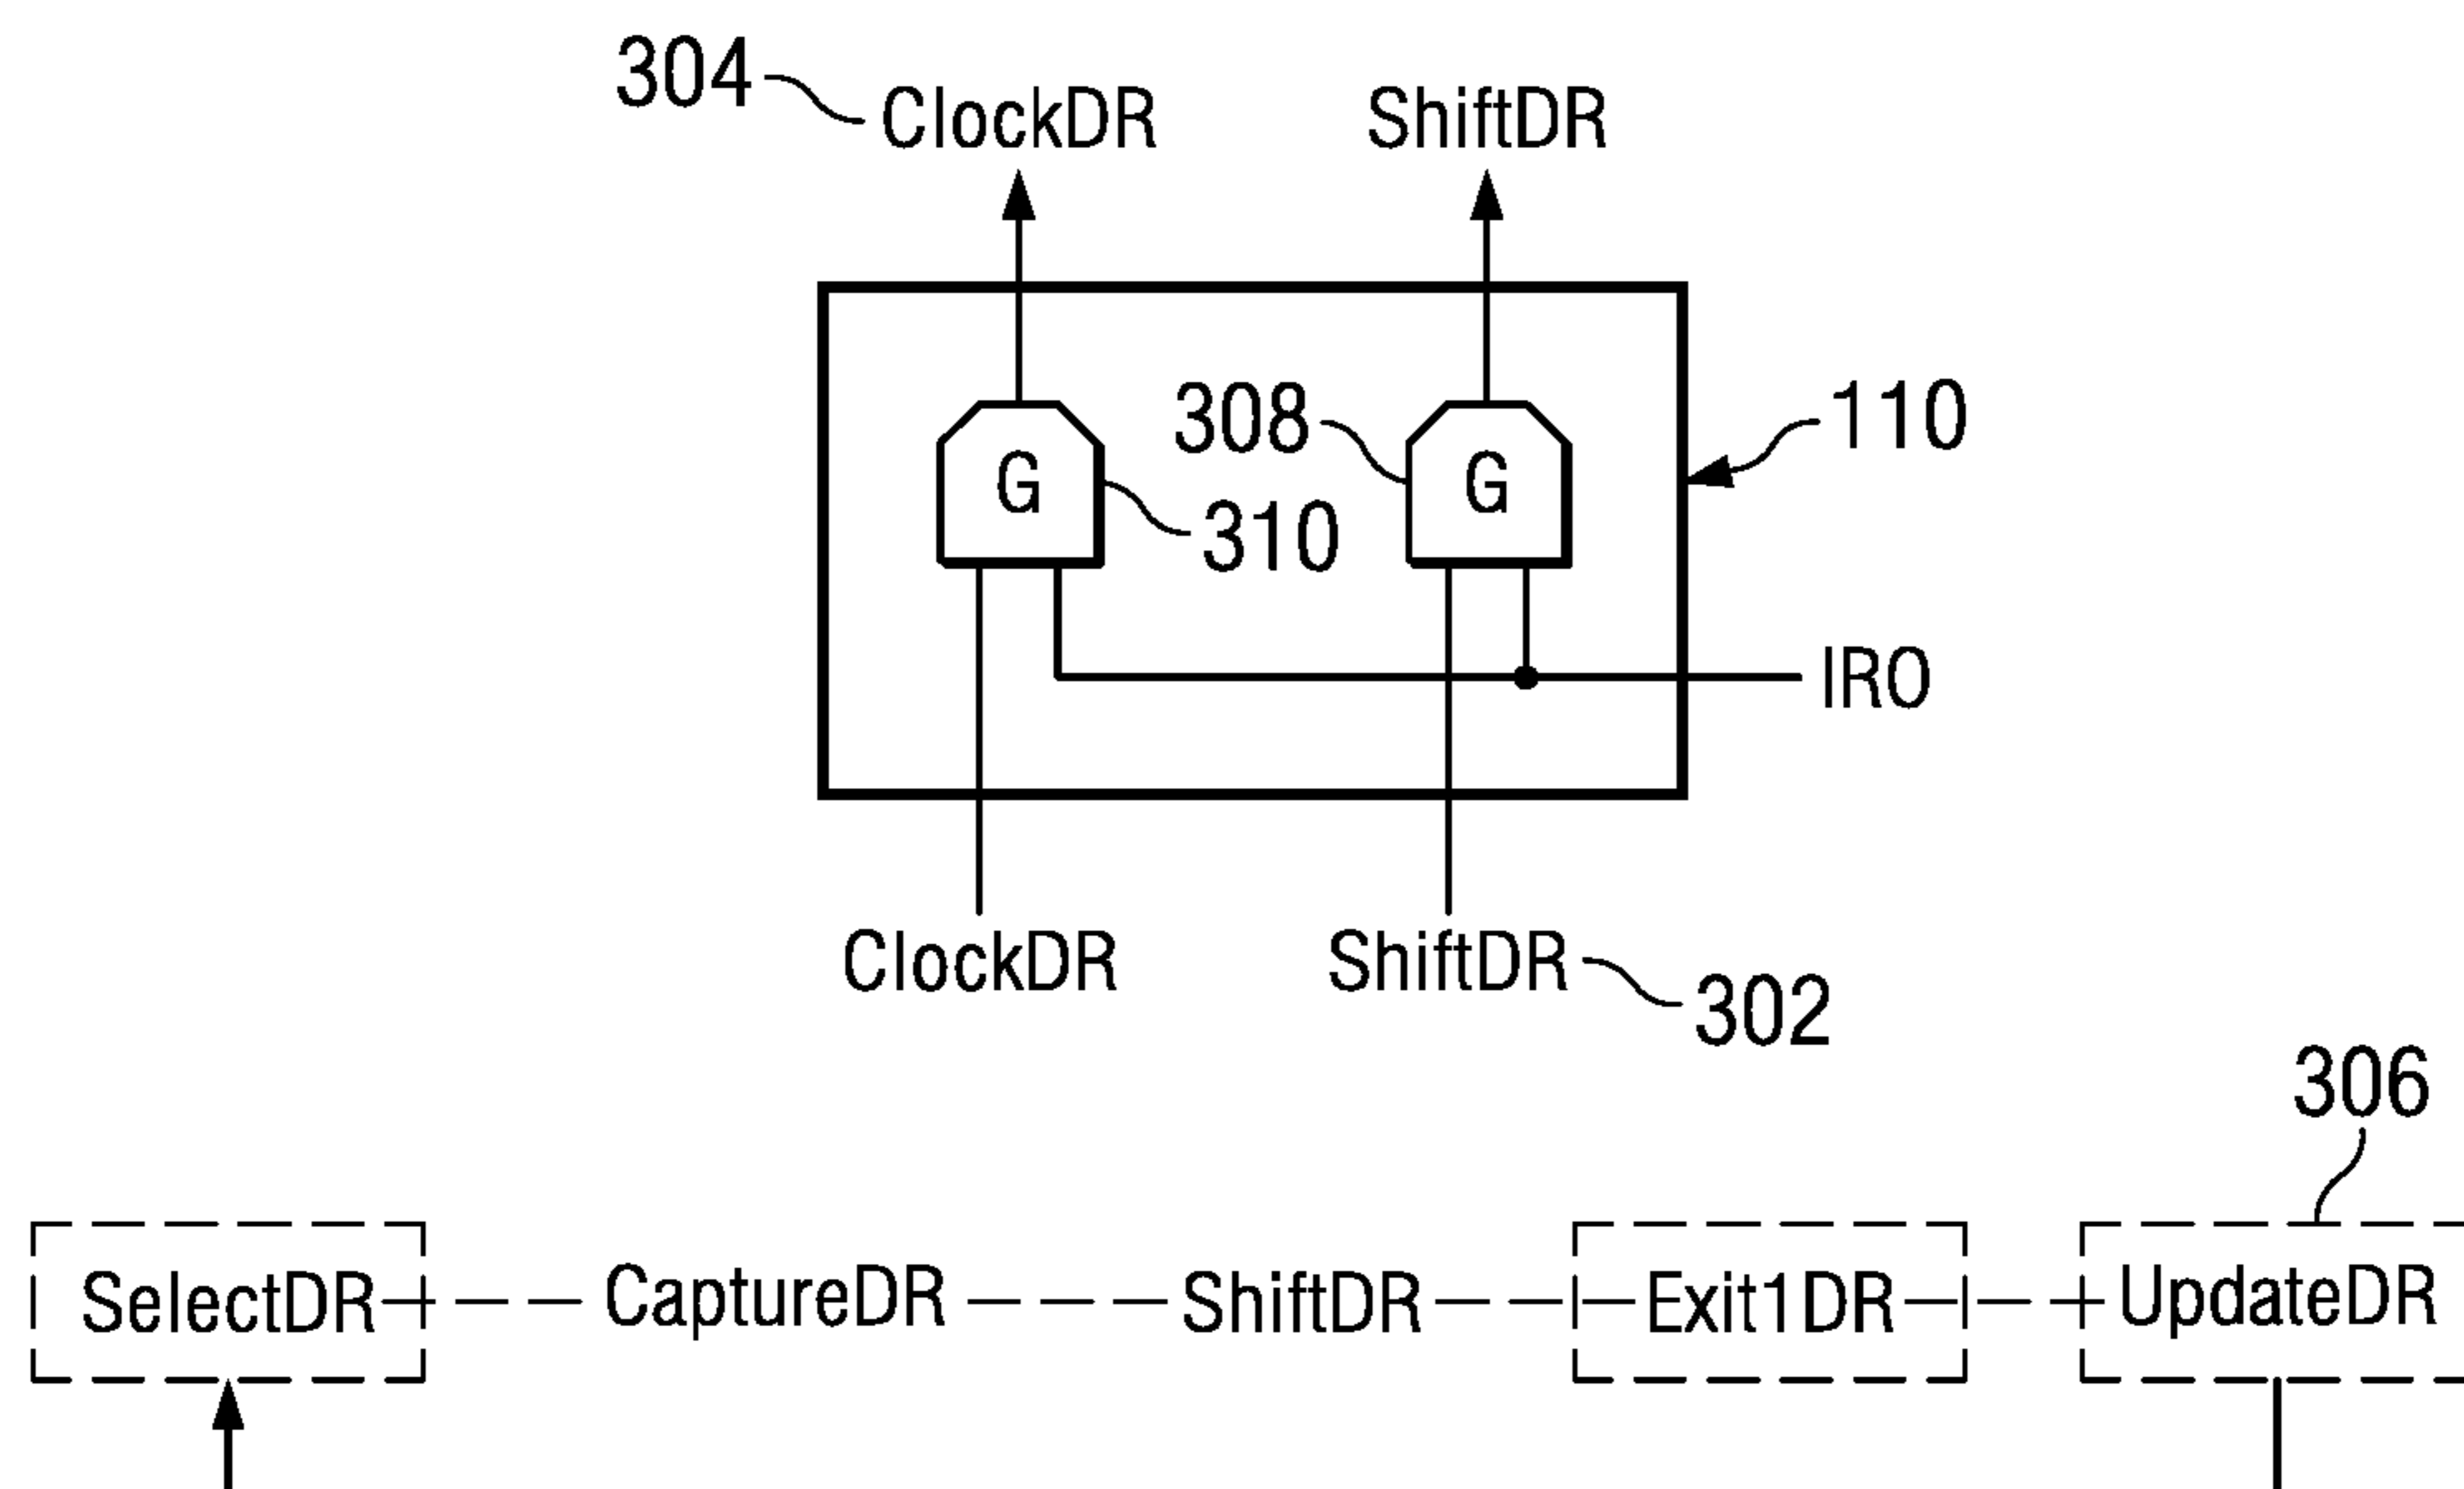 304
ClockDR
ShiftDR
G
310
308
G
110
IRO
ClockDR
ShiftDR
302
306
SelectDR
CaptureDR
ShiftDR
Exit1DR
UpdateDR